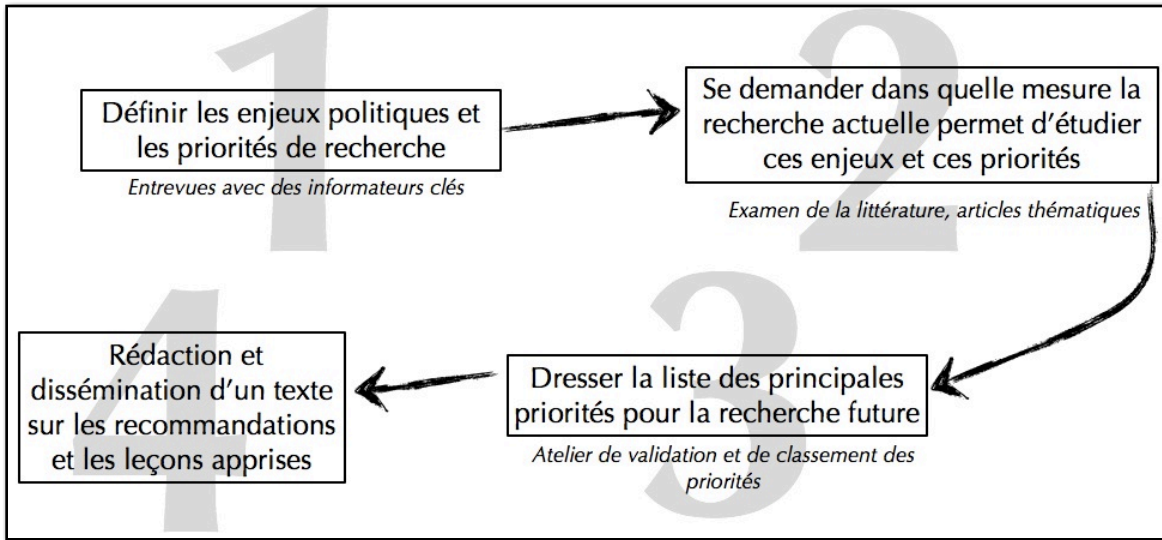 1
Définir les enjeux politiques et
les priorités de recherche
Entrevues avec des informateurs clés
2
Se demander dans quelle mesure la
recherche actuelle permet d'étudier
ces enjeux et ces priorités
Examen de la littérature, articles thématiques
3
Dresser la liste des principales
priorités pour la recherche future
Atelier de validation et de classement des
priorités
4
Rédaction et
dissémination d'un texte
sur les recommandations
et les leçons apprises